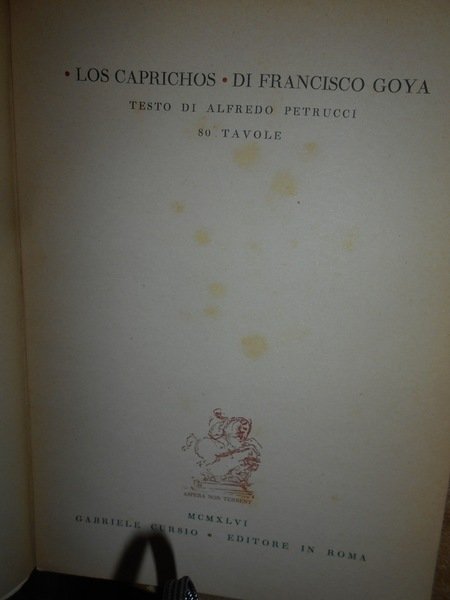 • LOS CAPRICHOS • DI FRANCISCO GOYA
TESTO DI ALFREDO PETRUCCI
80 TAVOLE
ASPERA NON TERRENT
MCMXLVI
GABRIELE CURSIO • EDITORE IN ROMA